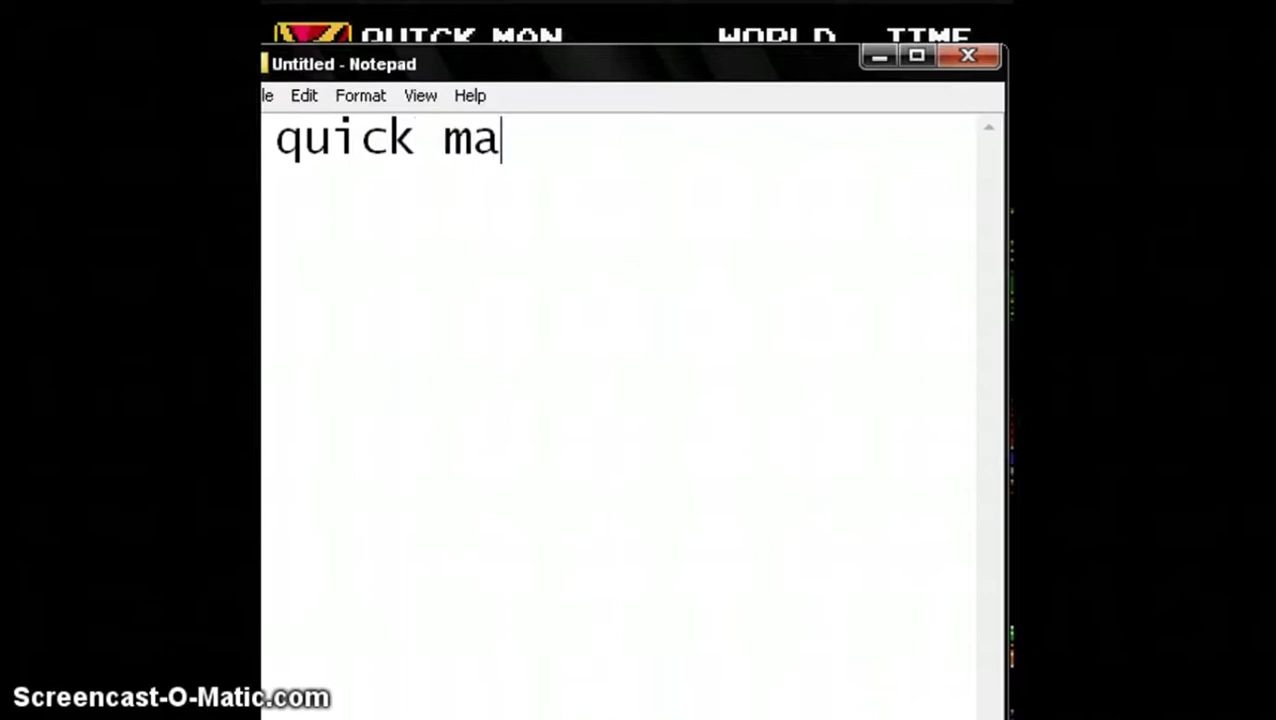 QUICK MAN WORLD TIME
Untitled - Notepad
le Edit Format View Help
quick ma
Screencast-O-Matic.com